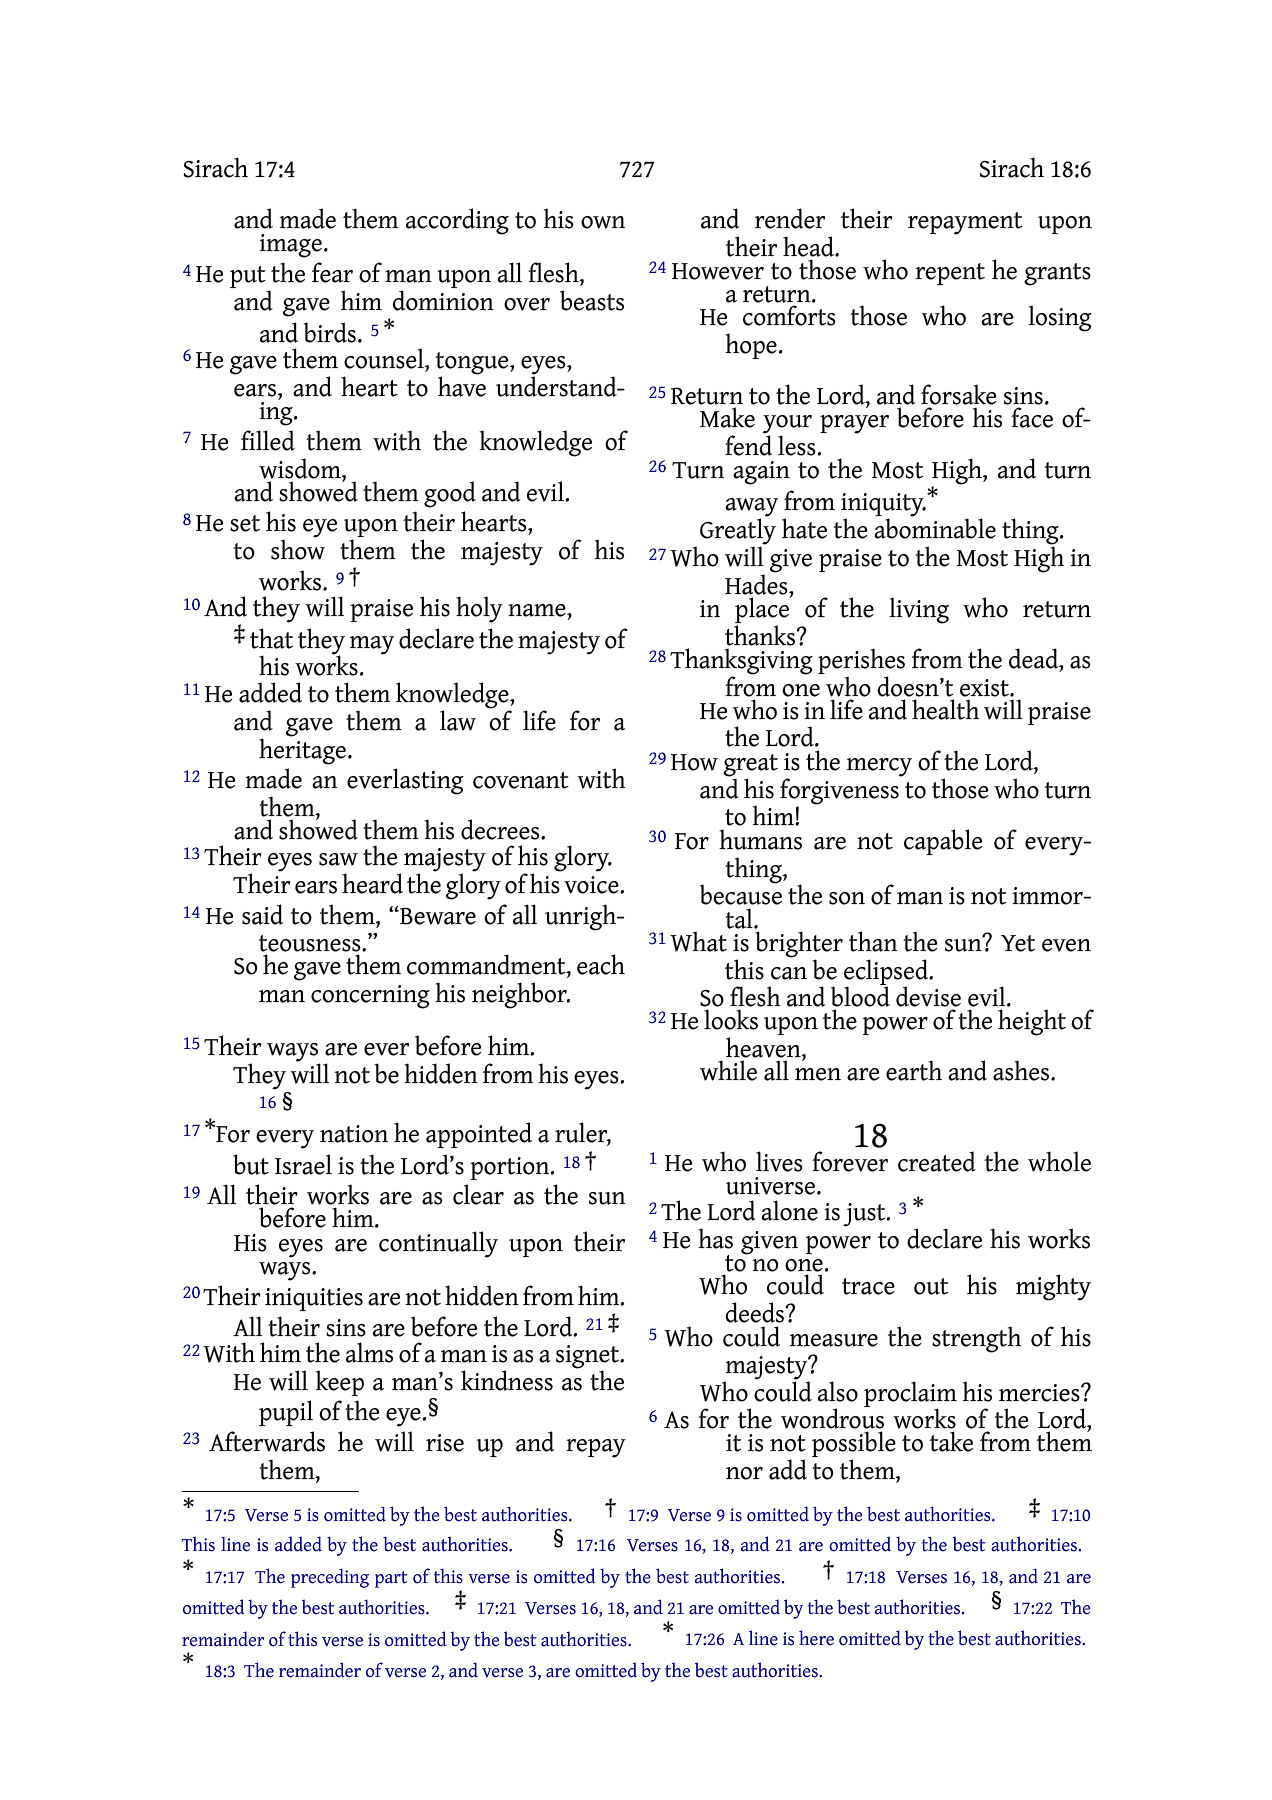 Sirach 17:4 727 Sirach 18:6
and made them according to his own
image.
4 He put the fear of man upon all flesh,
and gave him dominion over beasts
and birds. 5 *
6 He gave them counsel, tongue, eyes,
ears, and heart to have understand-
ing.
7 He filled them with the knowledge of
wisdom,
and showed them good and evil.
8 He set his eye upon their hearts,
to show them the majesty of his
works. 9 †
10 And they will praise his holy name,
‡ that they may declare the majesty of
his works.
11 He added to them knowledge,
and gave them a law of life for a
heritage.
12 He made an everlasting covenant with
them,
and showed them his decrees.
13 Their eyes saw the majesty of his glory.
Their ears heard the glory of his voice.
14 He said to them, “Beware of all unrigh-
teousness.”
So he gave them commandment, each
man concerning his neighbor.
15 Their ways are ever before him.
They will not be hidden from his eyes.
16 §
17 *For every nation he appointed a ruler,
but Israel is the Lord’s portion. 18 †
19 All their works are as clear as the sun
before him.
His eyes are continually upon their
ways.
20 Their iniquities are not hidden from him.
All their sins are before the Lord. 21 ‡
22 With him the alms of a man is as a signet.
He will keep a man’s kindness as the
pupil of the eye.§
23 Afterwards he will rise up and repay
them,
and render their repayment upon
their head.
24 However to those who repent he grants
a return.
He comforts those who are losing
hope.
25 Return to the Lord, and forsake sins.
Make your prayer before his face of-
fend less.
26 Turn again to the Most High, and turn
away from iniquity.*
Greatly hate the abominable thing.
27 Who will give praise to the Most High in
Hades,
in place of the living who return
thanks?
28 Thanksgiving perishes from the dead, as
from one who doesn’t exist.
He who is in life and health will praise
the Lord.
29 How great is the mercy of the Lord,
and his forgiveness to those who turn
to him!
30 For humans are not capable of every-
thing,
because the son of man is not immor-
tal.
31 What is brighter than the sun? Yet even
this can be eclipsed.
So flesh and blood devise evil.
32 He looks upon the power of the height of
heaven,
while all men are earth and ashes.
18
1 He who lives forever created the whole
universe.
2 The Lord alone is just. 3 *
4 He has given power to declare his works
to no one.
Who could trace out his mighty
deeds?
5 Who could measure the strength of his
majesty?
Who could also proclaim his mercies?
6 As for the wondrous works of the Lord,
it is not possible to take from them
nor add to them,
* 17:5 Verse 5 is omitted by the best authorities. † 17:9 Verse 9 is omitted by the best authorities. ‡ 17:10
This line is added by the best authorities. § 17:16 Verses 16, 18, and 21 are omitted by the best authorities.
* 17:17 The preceding part of this verse is omitted by the best authorities. † 17:18 Verses 16, 18, and 21 are
omitted by the best authorities. ‡ 17:21 Verses 16, 18, and 21 are omitted by the best authorities. § 17:22 The
remainder of this verse is omitted by the best authorities. * 17:26 A line is here omitted by the best authorities.
* 18:3 The remainder of verse 2, and verse 3, are omitted by the best authorities.